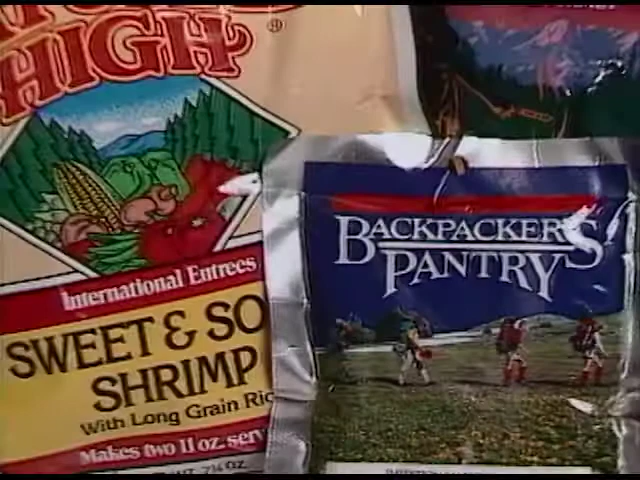 HIGH®
International Entrees
SWEET & SO
SHRIMP
With Long Grain Ric
Makes two 11 oz. serv
BACKPACKER'S
PANTRY